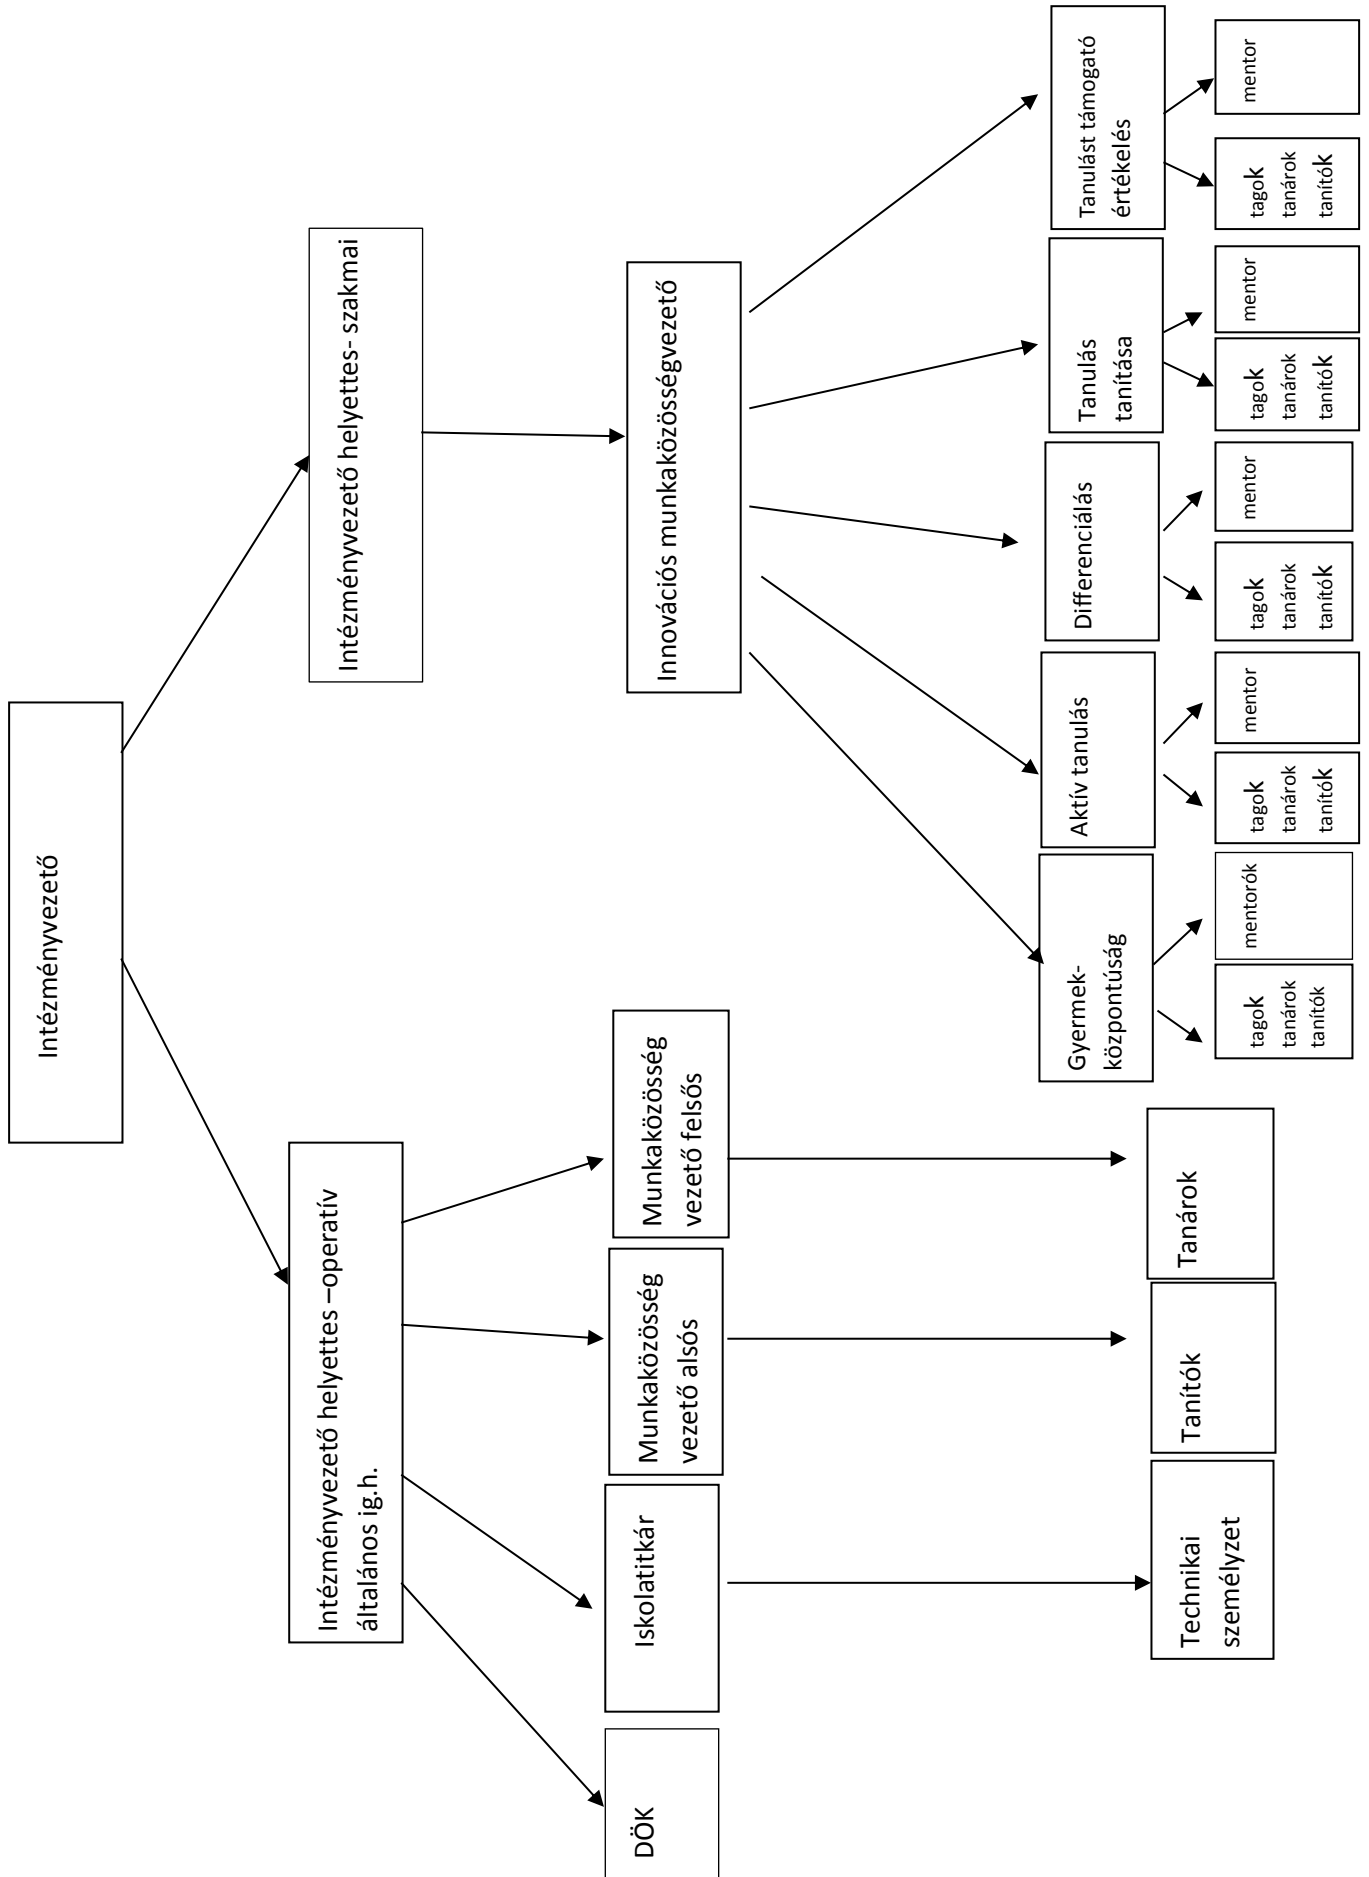 Intézményvezető
Intézményvezető helyettes –operatív
általános ig.h.
Intézményvezető helyettes- szakmai
DÖK
Iskolatitkár
Munkaközösség
vezető alsós
Munkaközösség
vezető felsős
Innovációs munkaközösségvezető
Technikai
személyzet
Tanítók
Tanárok
Gyermek-
központúság
Aktív tanulás
Differenciálás
Tanulás
tanítása
Tanulást támogató
értékelés
tagok
tanárok
tanítók
mentorók
tagok
tanárok
tanítók
mentor
tagok
tanárok
tanítók
mentor
tagok
tanárok
tanítók
mentor
tagok
tanárok
tanítók
mentor